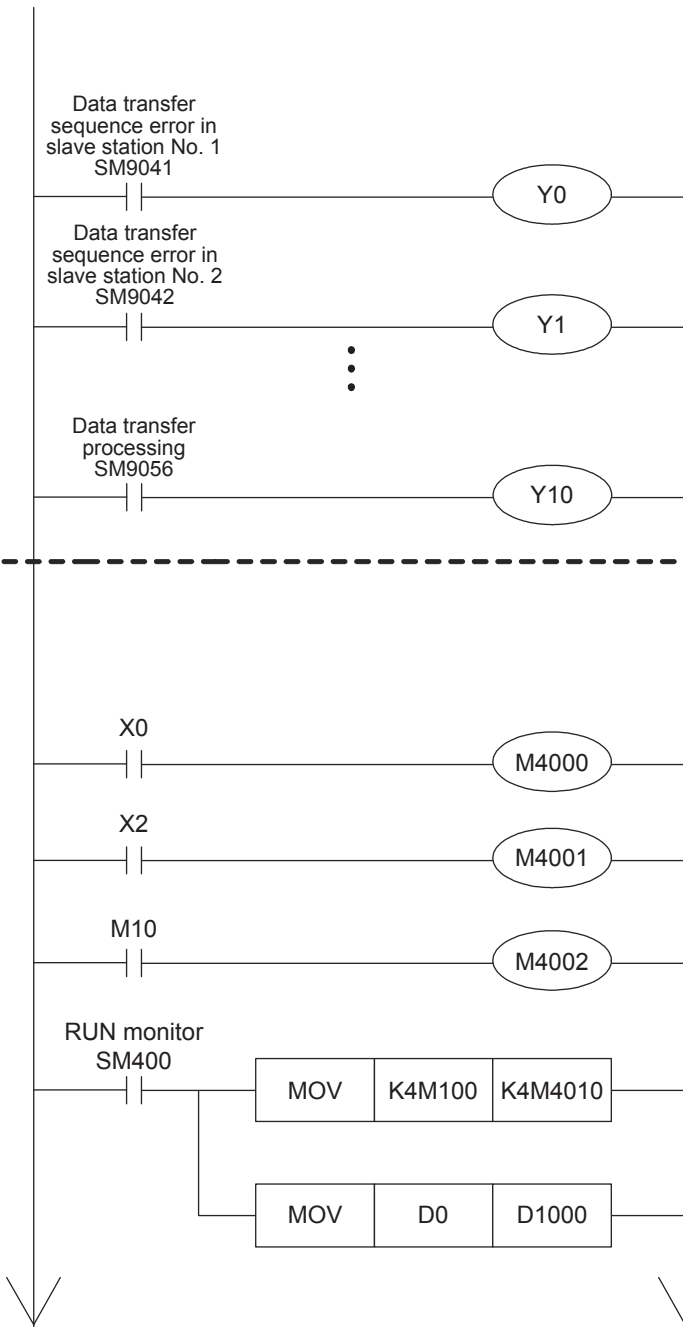 Data transfer
sequence error in
slave station No. 1
SM9041
Y0
Data transfer
sequence error in
slave station No. 2
SM9042
Y1
Data transfer
processing
SM9056
Y10
X0
M4000
X2
M4001
M10
M4002
RUN monitor
SM400
MOV K4M100 K4M4010
MOV D0 D1000